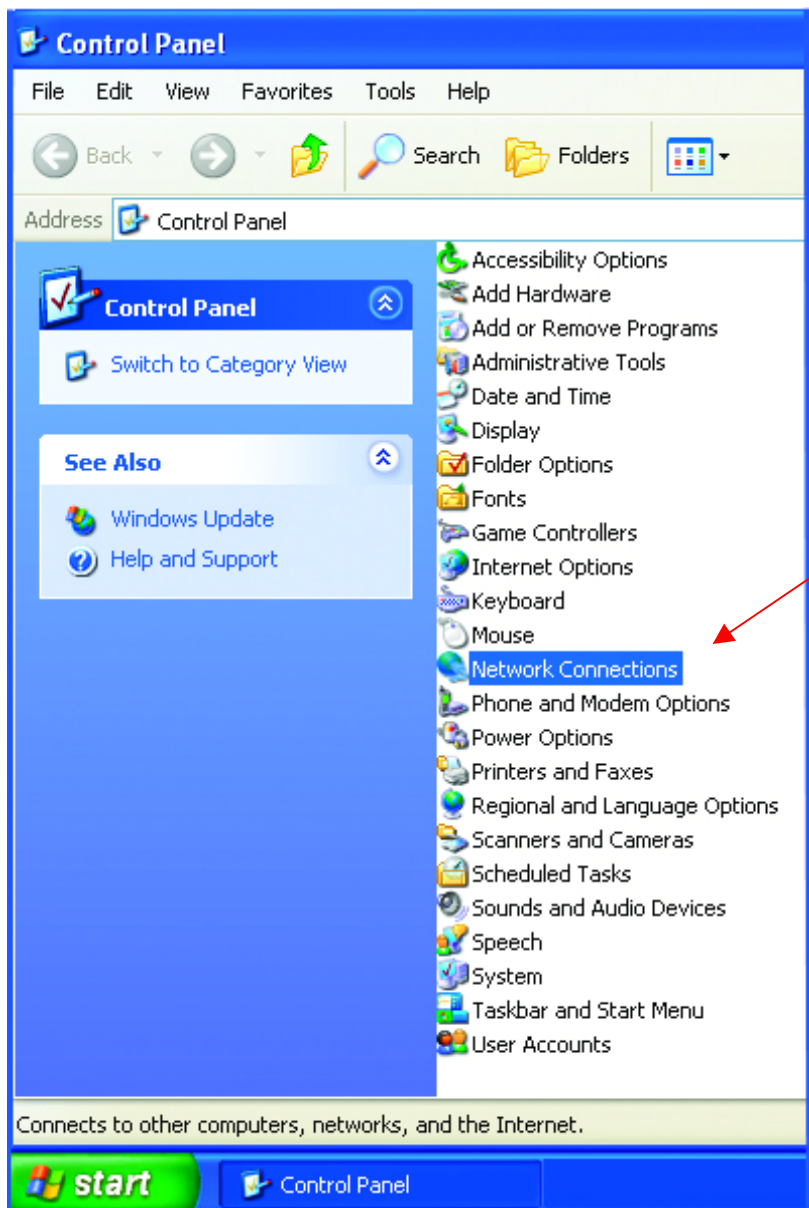 Control Panel
File Edit View Favorites Tools Help
Back Search Folders
Address Control Panel
Control Panel
Switch to Category View
See Also
Windows Update
Help and Support
Accessibility Options
Add Hardware
Add or Remove Programs
Administrative Tools
Date and Time
Display
Folder Options
Fonts
Game Controllers
Internet Options
Keyboard
Mouse
Network Connections
Phone and Modem Options
Power Options
Printers and Faxes
Regional and Language Options
Scanners and Cameras
Scheduled Tasks
Sounds and Audio Devices
Speech
System
Taskbar and Start Menu
User Accounts
Connects to other computers, networks, and the Internet.
start Control Panel